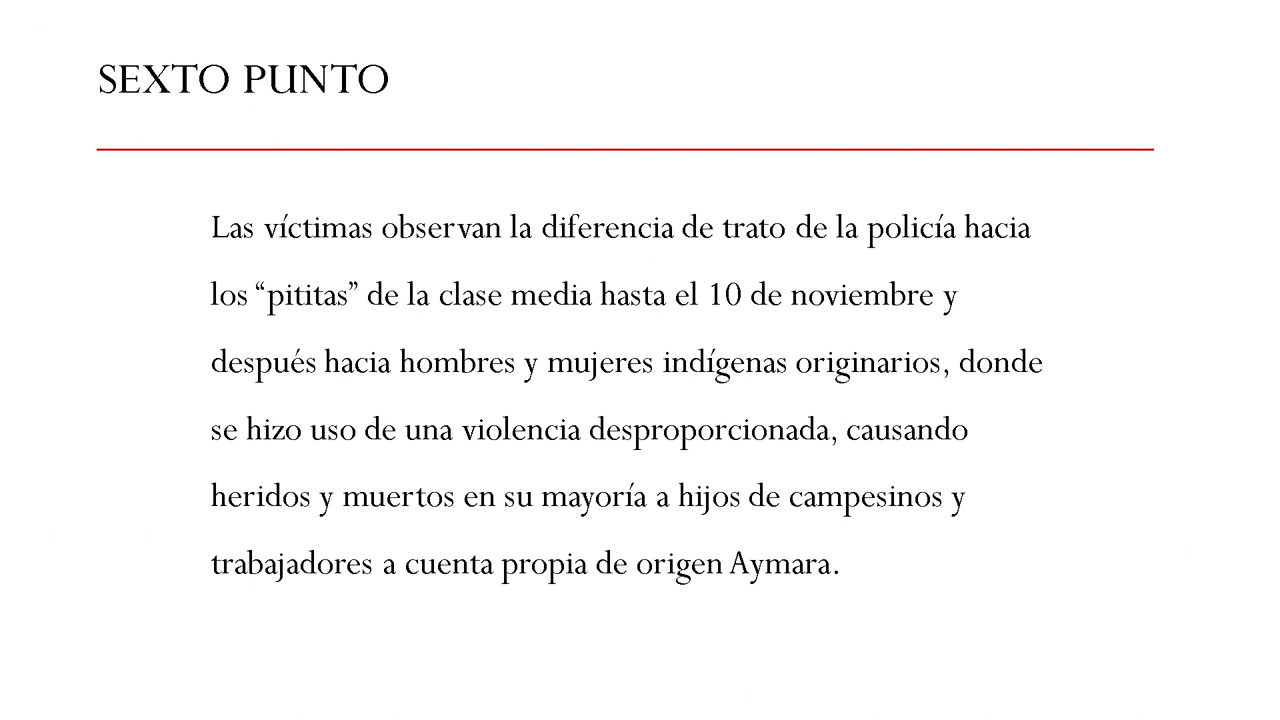 SEXTO PUNTO
Las víctimas observan la diferencia de trato de la policía hacia
los “pititas” de la clase media hasta el 10 de noviembre y
después hacia hombres y mujeres indígenas originarios, donde
se hizo uso de una violencia desproporcionada, causando
heridos y muertos en su mayoría a hijos de campesinos y
trabajadores a cuenta propia de origen Aymara.